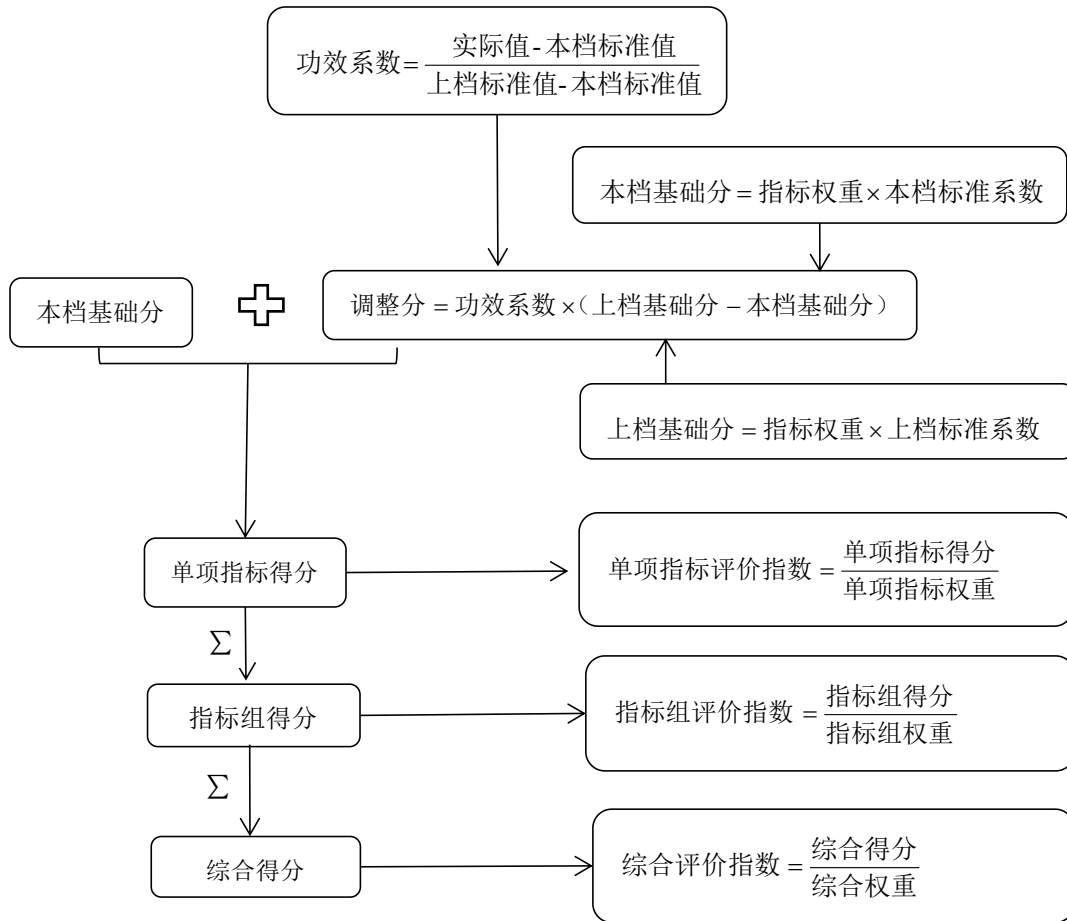 功效系数=实际值-本档标准值/上档标准值-本档标准值
本档基础分=指标权重×本档标准系数
本档基础分
调整分=功效系数×(上档基础分-本档基础分)
上档基础分=指标权重×上档标准系数
单项指标得分
单项指标评价指数=单项指标得分/单项指标权重
Σ
指标组得分
指标组评价指数=指标组得分/指标组权重
Σ
综合得分
综合评价指数=综合得分/综合权重